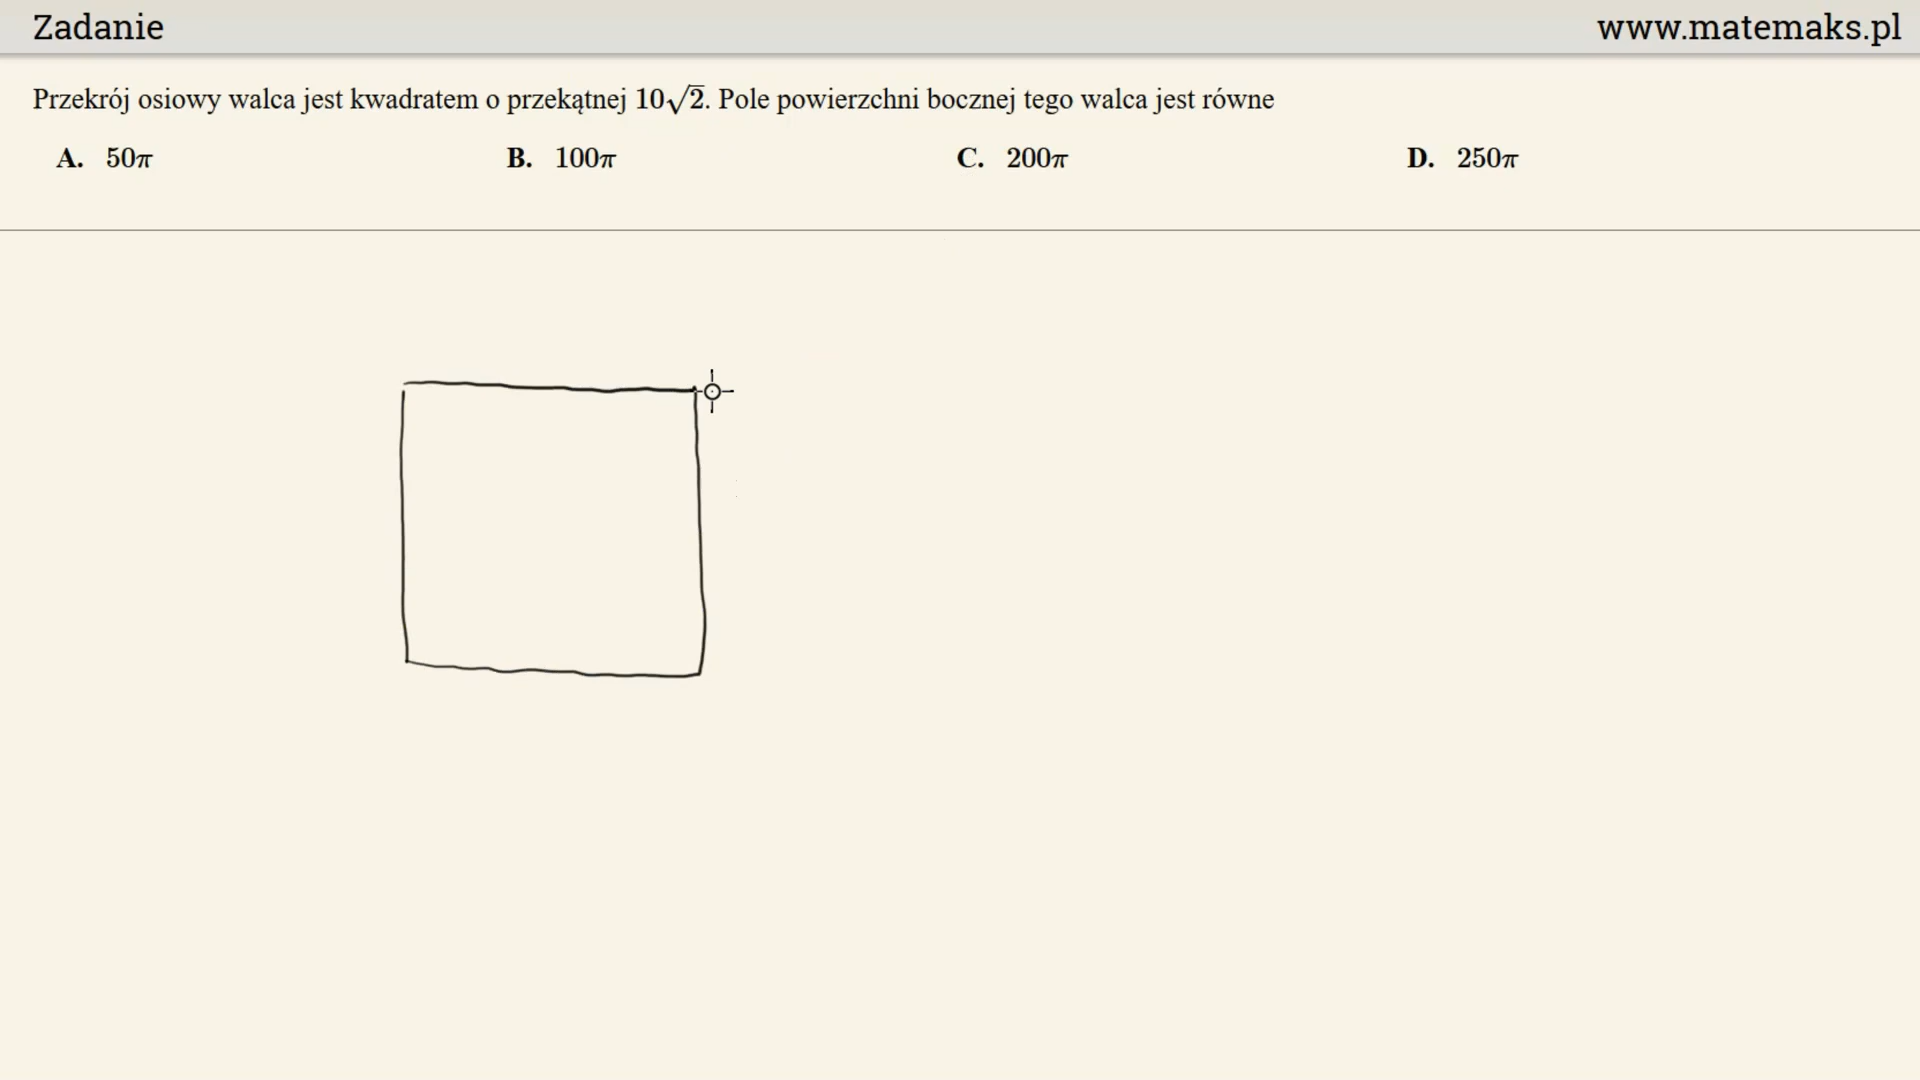 Zadanie
www.matemaks.pl
Przekrój osiowy walca jest kwadratem o przekątnej 10√2. Pole powierzchni bocznej tego walca jest równe
A. 50π B. 100π C. 200π D. 250π